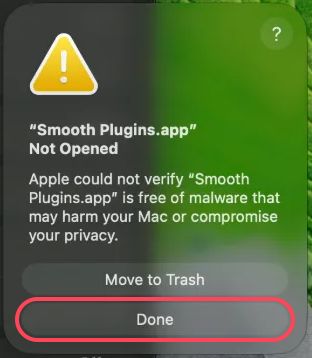 ?
“Smooth Plugins.app”
Not Opened
Apple could not verify “Smooth
Plugins.app” is free of malware that
may harm your Mac or compromise
your privacy.
Move to Trash
Done